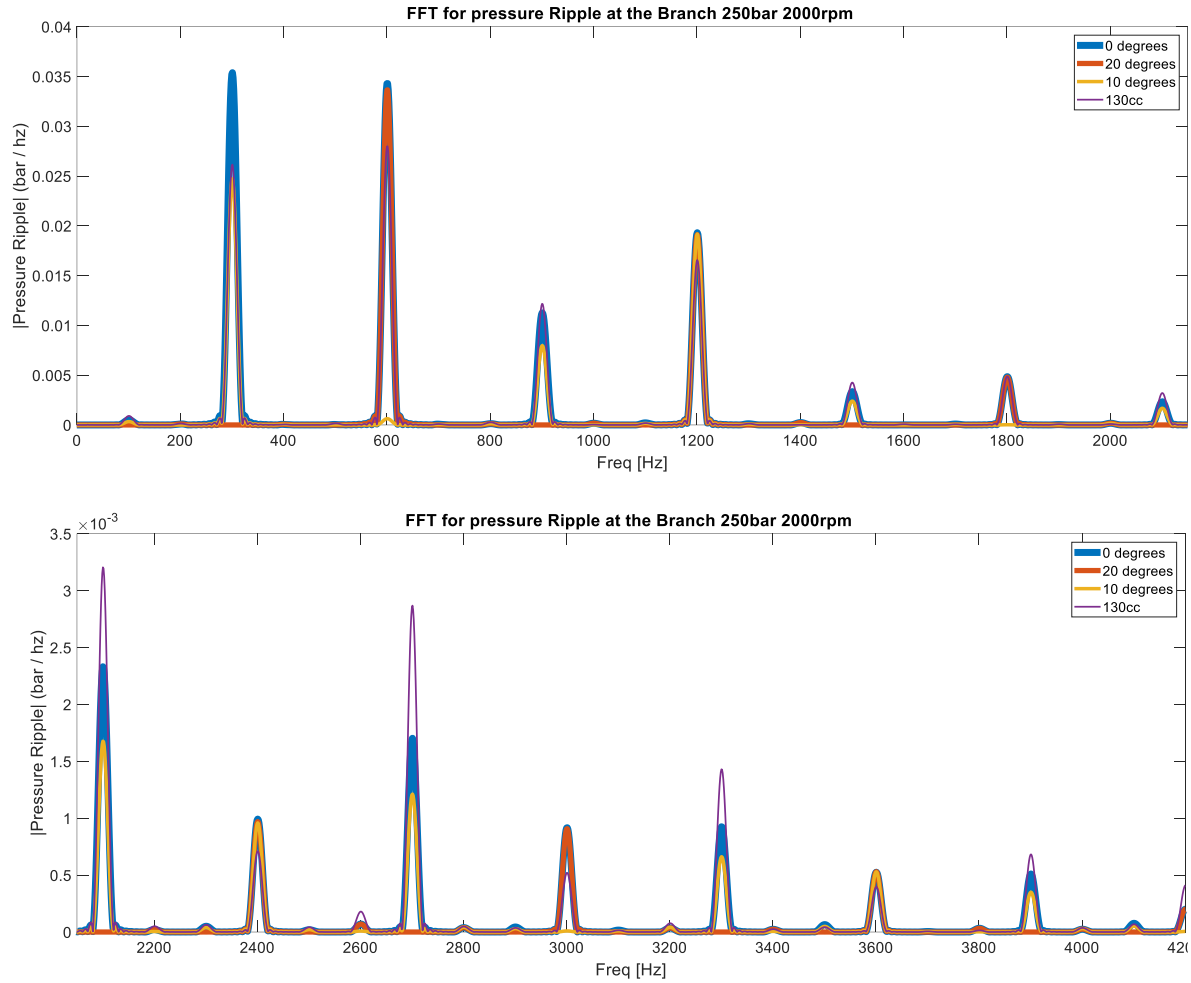 FFT for pressure Ripple at the Branch 250bar 2000rpm
0.04
0.035
0.03
0.025
0.02
0.015
0.01
0.005
0
|Pressure Ripple| (bar / hz)
0 degrees
20 degrees
10 degrees
130cc
0 200 400 600 800 1000 1200 1400 1600 1800 2000
Freq [Hz]
FFT for pressure Ripple at the Branch 250bar 2000rpm
×10⁻³
3.5
3
2.5
2
1.5
1
0.5
0
|Pressure Ripple| (bar / hz)
0 degrees
20 degrees
10 degrees
130cc
2200 2400 2600 2800 3000 3200 3400 3600 3800 4000 420
Freq [Hz]